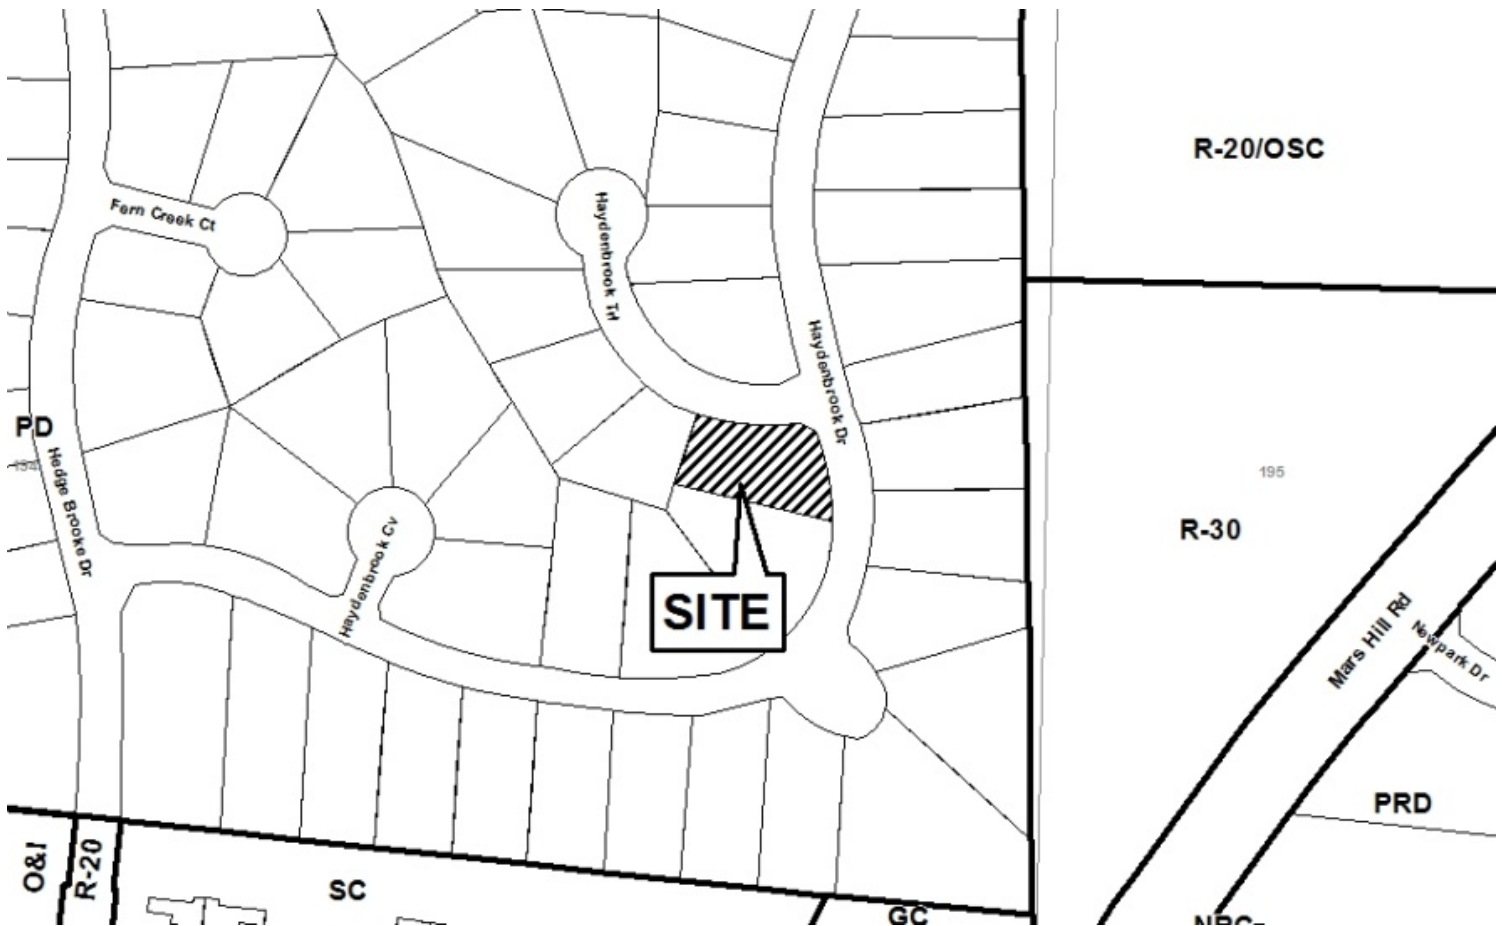 R-20/OSC
Fern Creek Ct
Haydenbrook Trl
Haydenbrook Dr
PD
194
Hedge Brooke Dr
195
R-30
Haydenbrook Cv
SITE
Mars Hill Rd
Newpark Dr
PRD
O&I
R-20
SC
GC